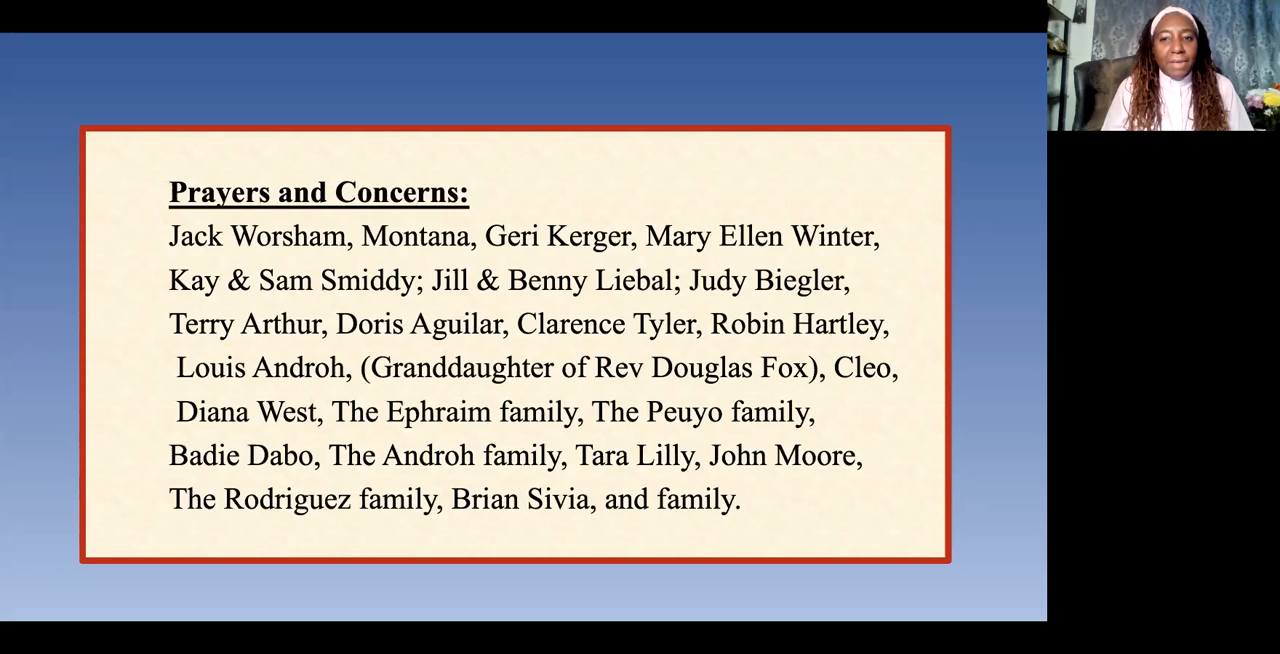 Prayers and Concerns:
Jack Worsham, Montana, Geri Kerger, Mary Ellen Winter,
Kay & Sam Smiddy; Jill & Benny Liebal; Judy Biegler,
Terry Arthur, Doris Aguilar, Clarence Tyler, Robin Hartley,
Louis Androh, (Granddaughter of Rev Douglas Fox), Cleo,
Diana West, The Ephraim family, The Peuyo family,
Badie Dabo, The Androh family, Tara Lilly, John Moore,
The Rodriguez family, Brian Sivia, and family.